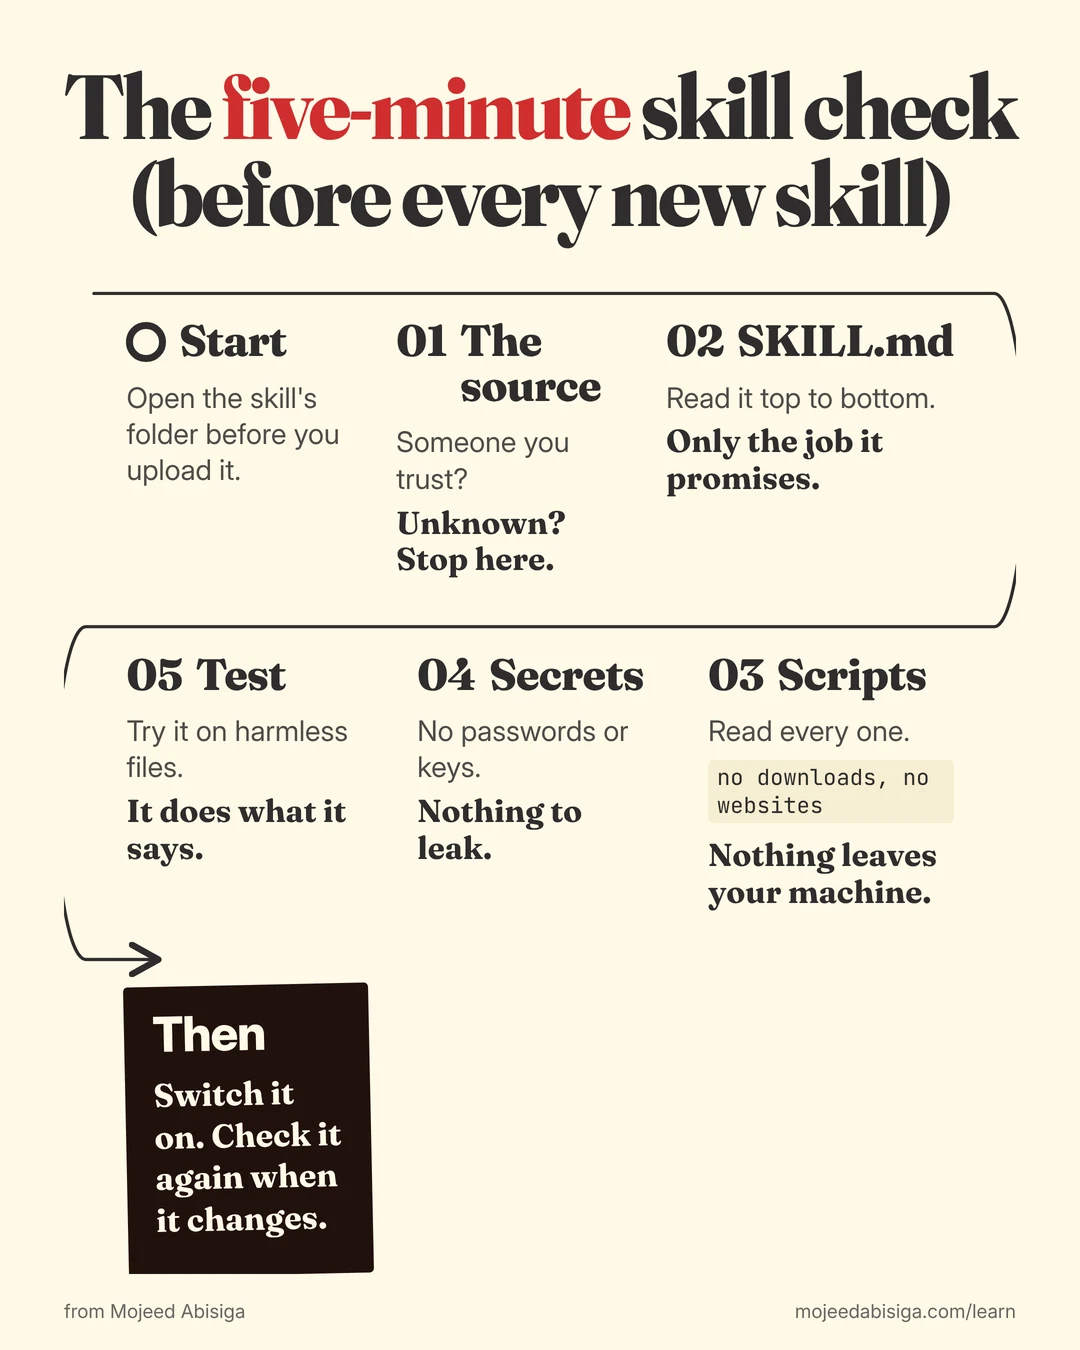 The five-minute skill check
(before every new skill)
Start
Open the skill's
folder before you
upload it.
01 The
source
Someone you
trust?
Unknown?
Stop here.
02 SKILL.md
Read it top to bottom.
Only the job it
promises.
03 Scripts
Read every one.
no downloads, no
websites
Nothing leaves
your machine.
04 Secrets
No passwords or
keys.
Nothing to
leak.
05 Test
Try it on harmless
files.
It does what it
says.
Then
Switch it
on. Check it
again when
it changes.
from Mojeed Abisiga
mojeedabisiga.com/learn